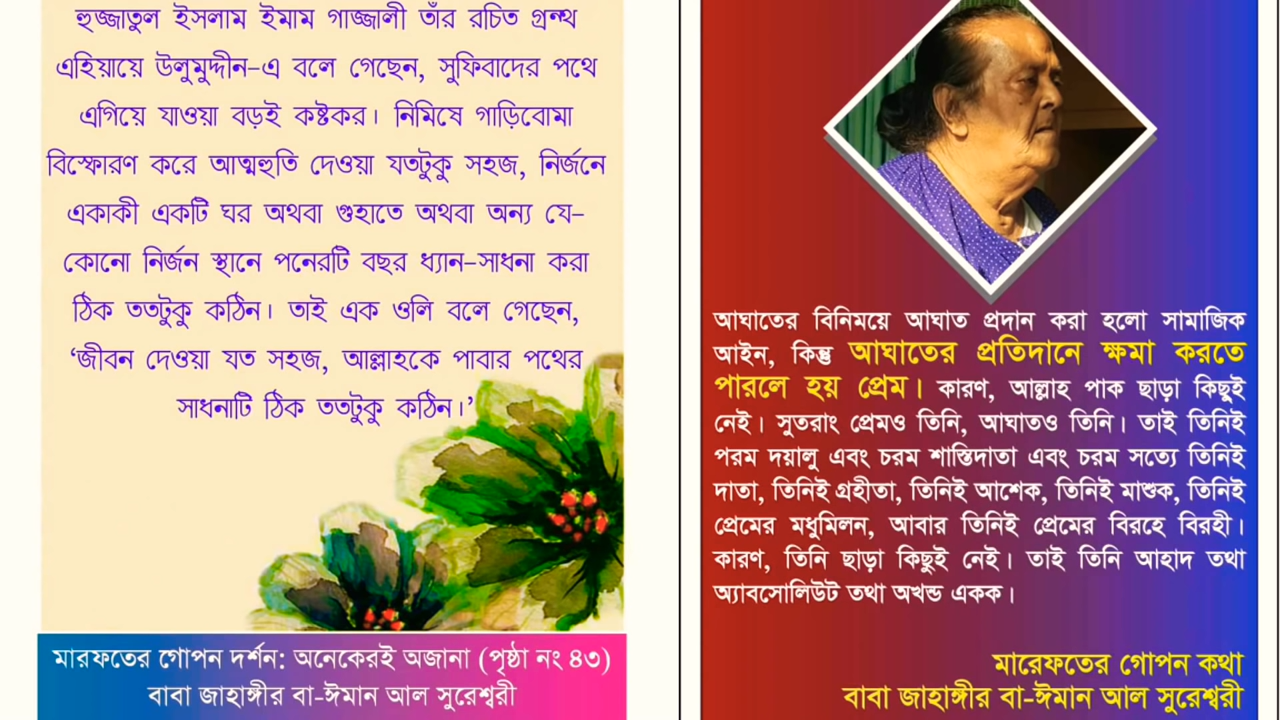 হুজ্জাতুল ইসলাম ইমাম গাজ্জালী তাঁর রচিত গ্রন্থ
এহিয়ায়ে উলুমুদ্দীন-এ বলে গেছেন, সুফিবাদের পথে
এগিয়ে যাওয়া বড়ই কষ্টকর। নিমিষে গাড়িবোমা
বিস্ফোরণ করে আত্মহুতি দেওয়া যতটুকু সহজ, নির্জনে
একাকী একটি ঘর অথবা গুহাতে অথবা অন্য যে-
কোনো নির্জন স্থানে পনেরটি বছর ধ্যান-সাধনা করা
ঠিক ততটুকু কঠিন। তাই এক ওলি বলে গেছেন,
‘জীবন দেওয়া যত সহজ, আল্লাহকে পাবার পথের
সাধনাটি ঠিক ততটুকু কঠিন।’
মারফতের গোপন দর্শন: অনেকেরই অজানা (পৃষ্ঠা নং ৪৩)
বাবা জাহাঙ্গীর বা-ঈমান আল সুরেশ্বরী
আঘাতের বিনিময়ে আঘাত প্রদান করা হলো সামাজিক
আইন, কিন্তু আঘাতের প্রতিদানে ক্ষমা করতে
পারলে হয় প্রেম। কারণ, আল্লাহ পাক ছাড়া কিছুই
নেই। সুতরাং প্রেমও তিনি, আঘাতও তিনি। তাই তিনিই
পরম দয়ালু এবং চরম শাস্তিদাতা এবং চরম সত্যে তিনিই
দাতা, তিনিই গ্রহীতা, তিনিই আশেক, তিনিই মাশুক, তিনিই
প্রেমের মধুমিলন, আবার তিনিই প্রেমের বিরহে বিরহী।
কারণ, তিনি ছাড়া কিছুই নেই। তাই তিনি আহাদ তথা
অ্যাবসোলিউট তথা অখন্ড একক।
মারেফতের গোপন কথা
বাবা জাহাঙ্গীর বা-ঈমান আল সুরেশ্বরী